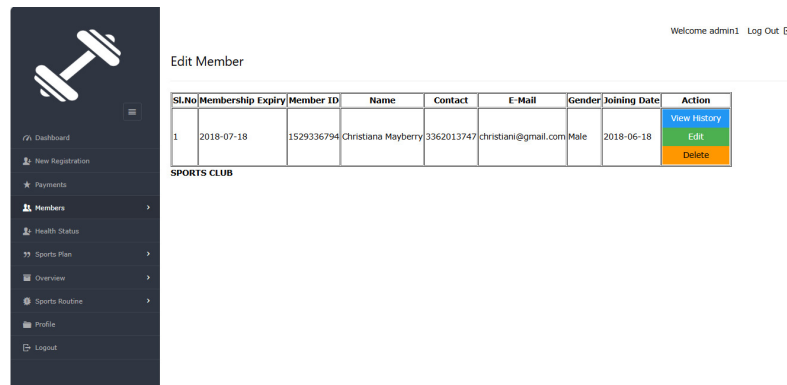 Welcome admin1 Log Out
Edit Member
Sl.No Membership Expiry Member ID Name Contact E-Mail Gender Joining Date Action
1 2018-07-18 1529336794 Christiana Mayberry 3362013747 christiani@gmail.com Male 2018-06-18 View History
Edit
Delete
SPORTS CLUB
Dashboard
New Registration
Payments
Members
Health Status
Sports Plan
Overview
Sports Routine
Profile
Logout